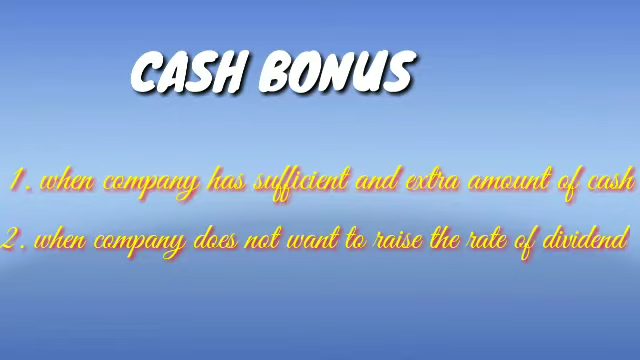 CASH BONUS
1. when company has sufficient and extra amount of cash
2. when company does not want to raise the rate of dividend